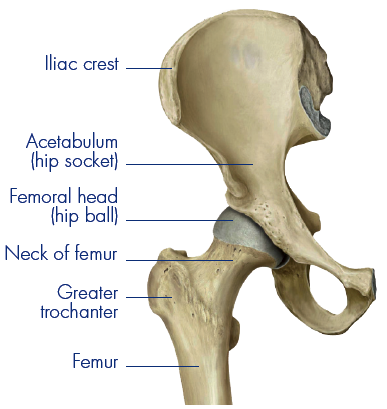 Iliac crest
Acetabulum
(hip socket)
Femoral head
(hip ball)
Neck of femur
Greater
trochanter
Femur